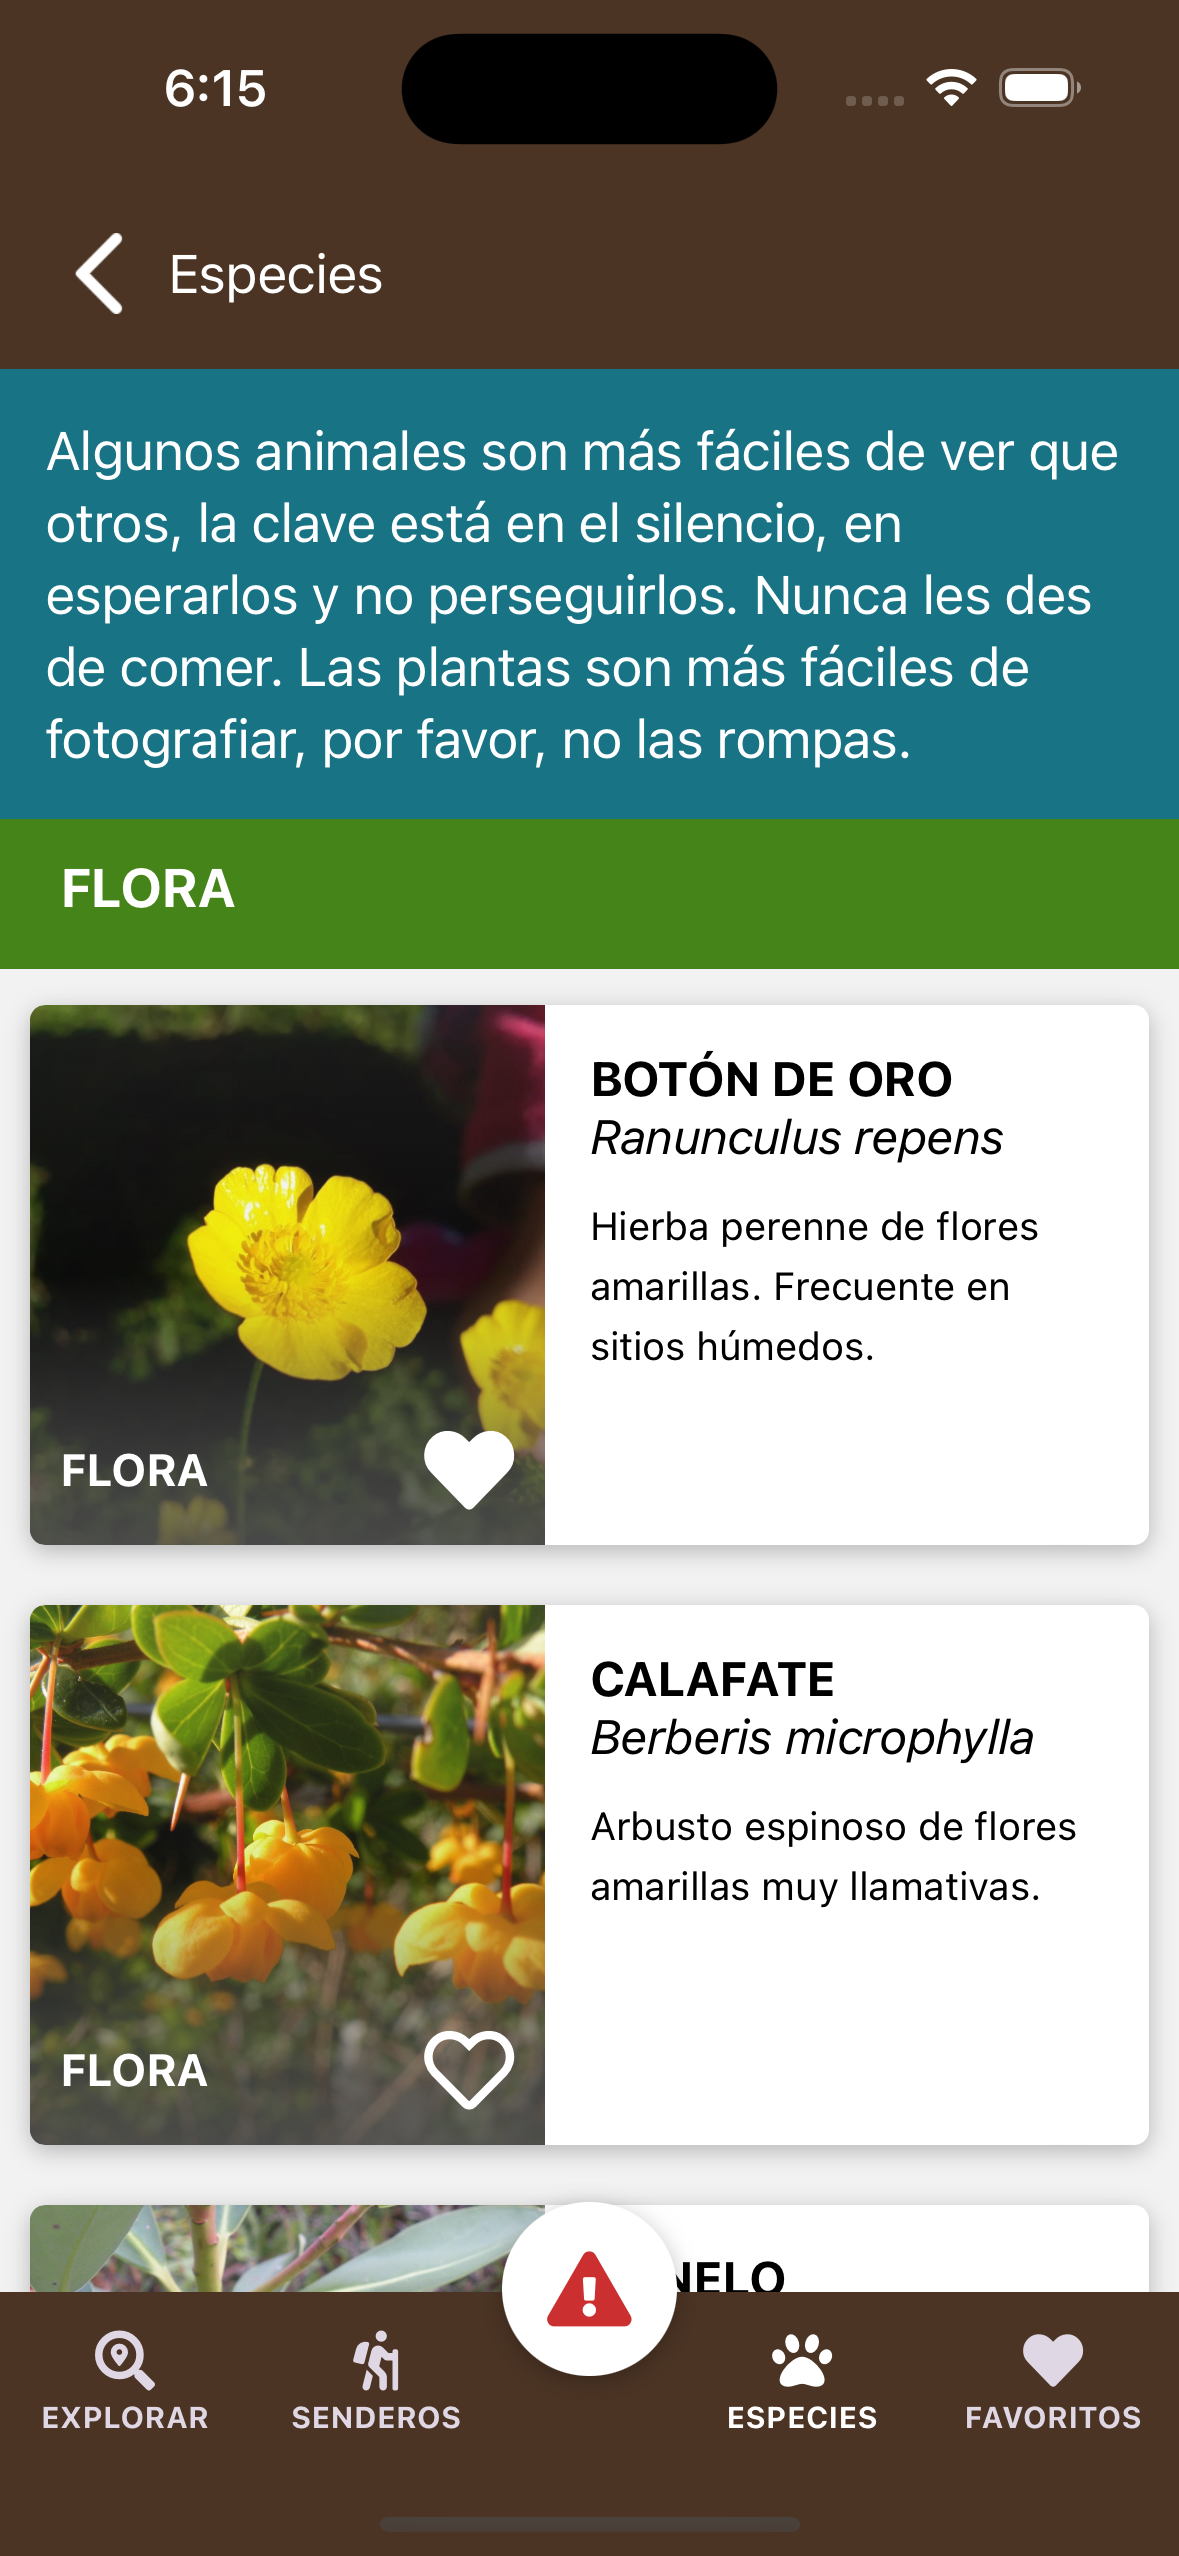 6:15
Especies
Algunos animales son más fáciles de ver que
otros, la clave está en el silencio, en
esperarlos y no perseguirlos. Nunca les des
de comer. Las plantas son más fáciles de
fotografiar, por favor, no las rompas.
FLORA
BOTÓN DE ORO
Ranunculus repens
Hierba perenne de flores
amarillas. Frecuente en
sitios húmedos.
FLORA
CALAFATE
Berberis microphylla
Arbusto espinoso de flores
amarillas muy llamativas.
FLORA
EXPLORAR
SENDEROS
ESPECIES
FAVORITOS